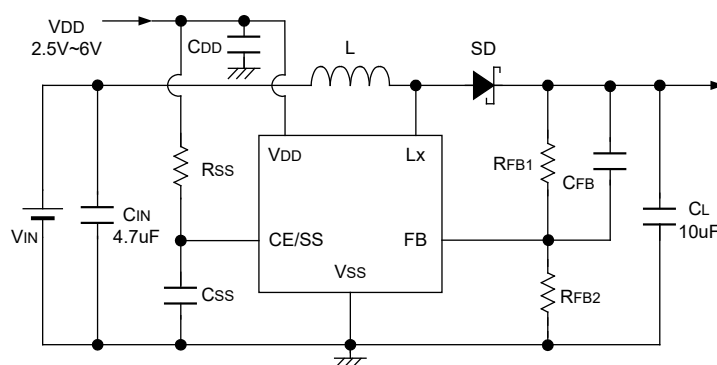 VDD
2.5V~6V
CDD
L
SD
VDD
Lx
RSS
RFB1
CFB
CIN
4.7uF
VIN
CE/SS
FB
CL
10uF
VSS
CSS
RFB2